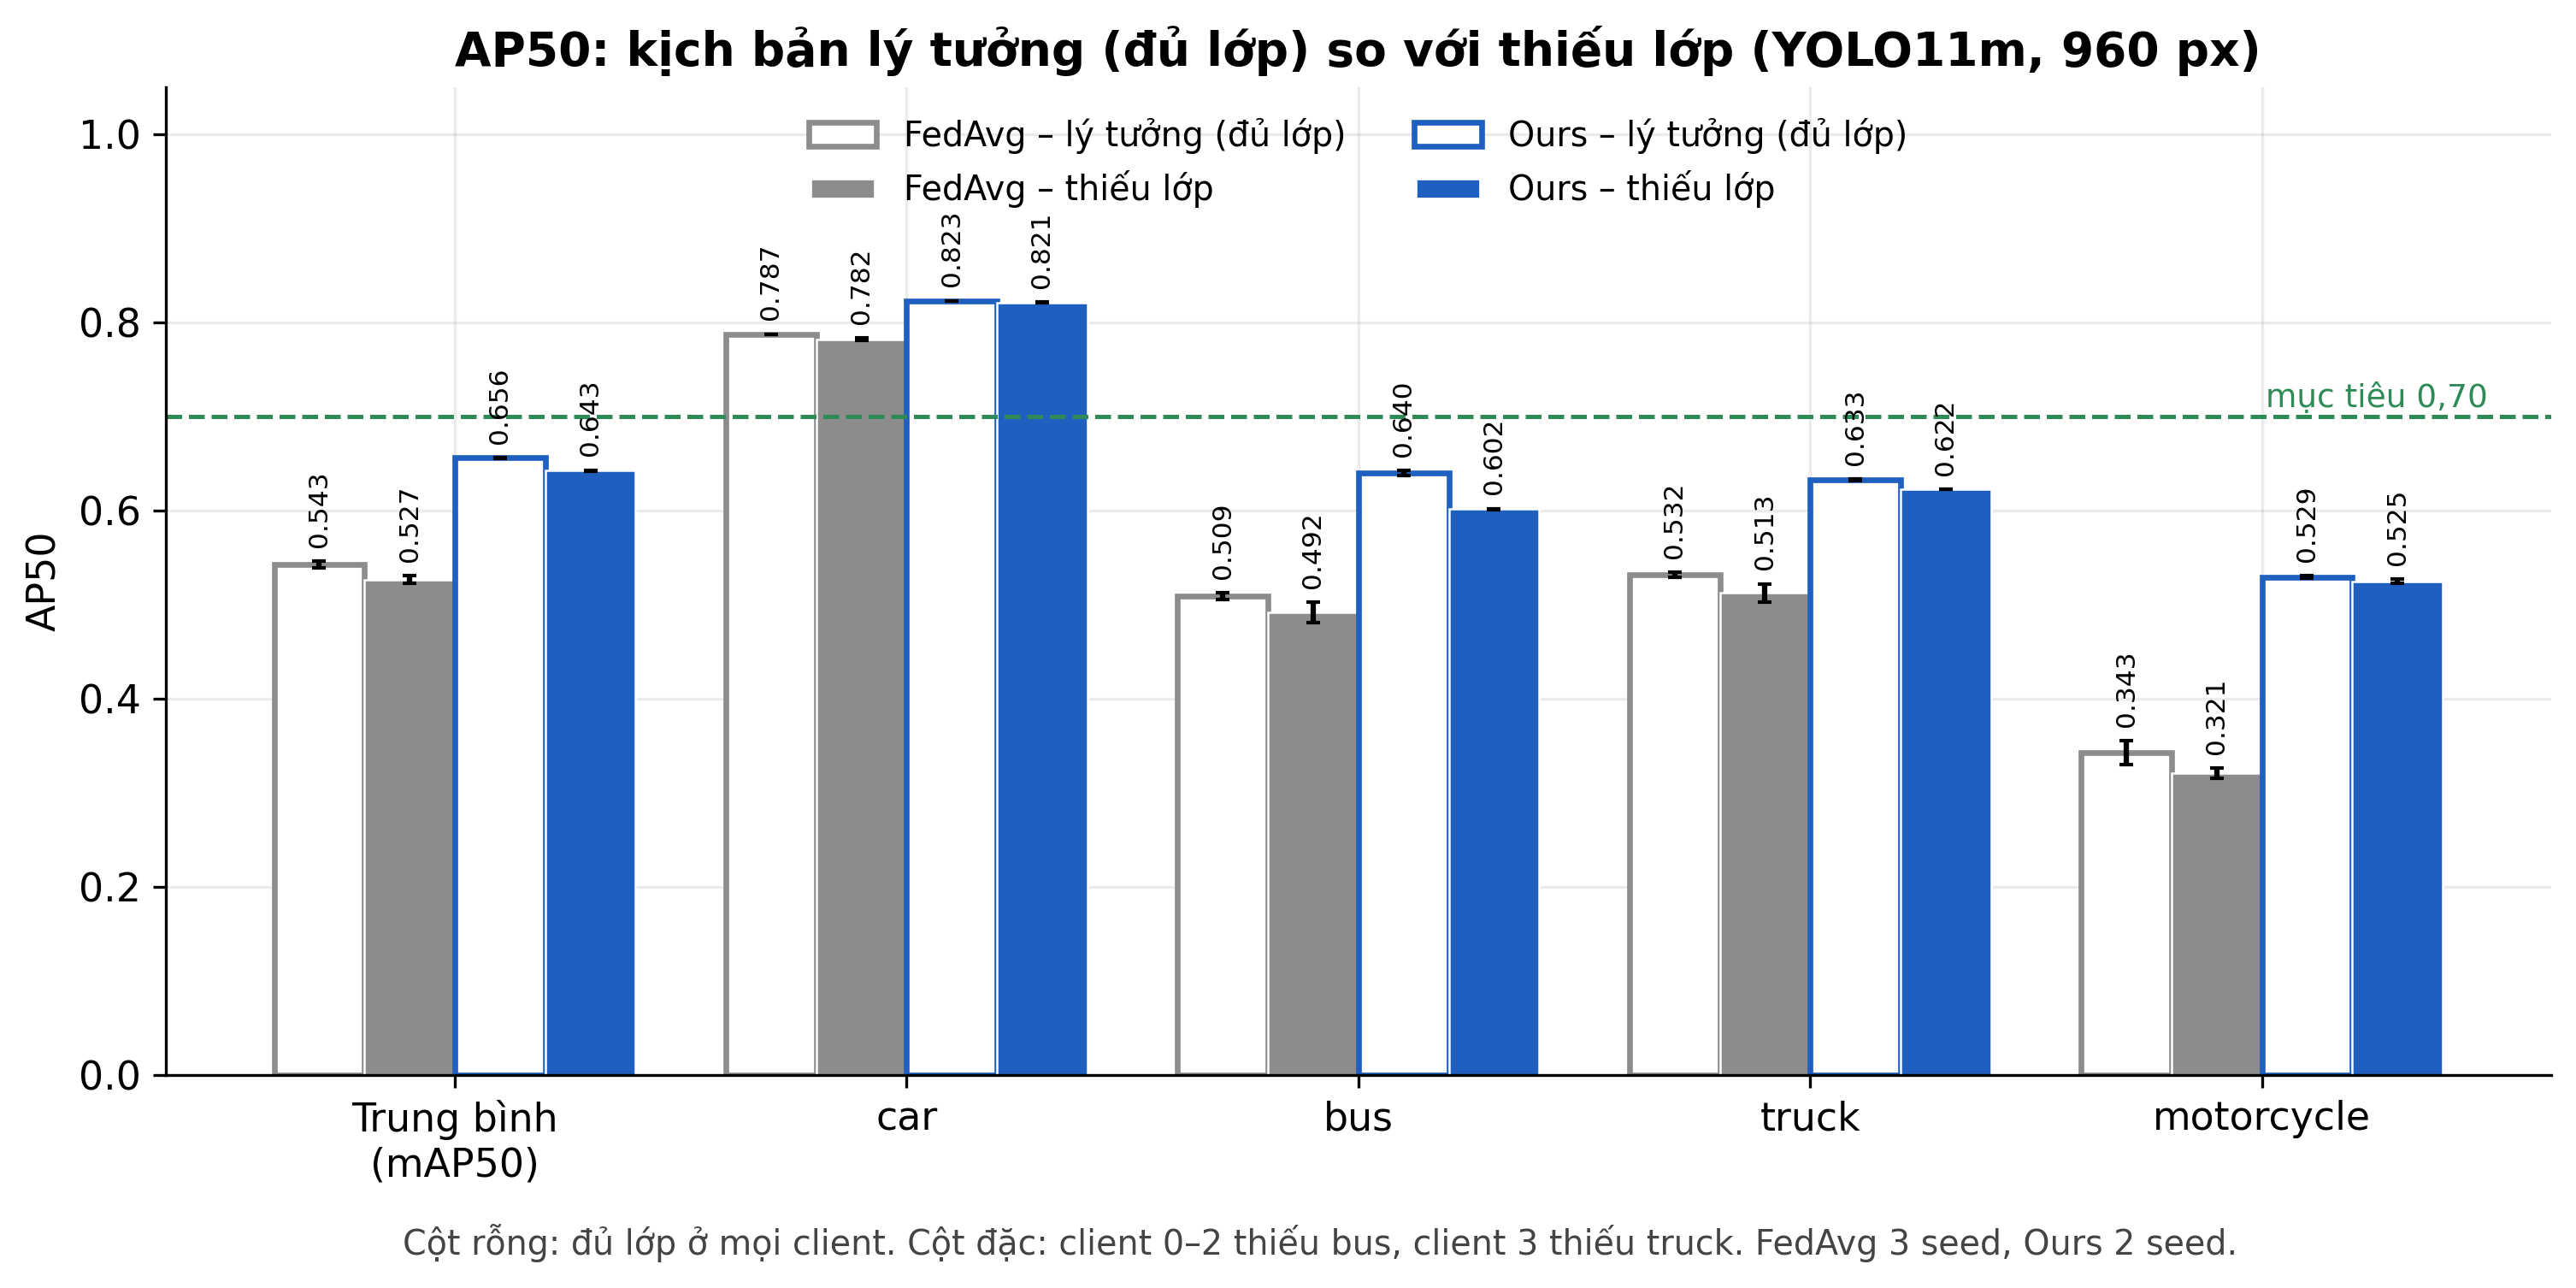 AP50: kịch bản lý tưởng (đủ lớp) so với thiếu lớp (YOLO11m, 960 px)
FedAvg – lý tưởng (đủ lớp)
FedAvg – thiếu lớp
Ours – lý tưởng (đủ lớp)
Ours – thiếu lớp
AP50
1.0
0.8
0.6
0.4
0.2
0.0
mục tiêu 0,70
0.543
0.527
0.656
0.643
0.787
0.782
0.823
0.821
0.509
0.492
0.640
0.602
0.532
0.513
0.633
0.622
0.343
0.321
0.529
0.525
Trung bình
(mAP50)
car
bus
truck
motorcycle
Cột rỗng: đủ lớp ở mọi client. Cột đặc: client 0–2 thiếu bus, client 3 thiếu truck. FedAvg 3 seed, Ours 2 seed.